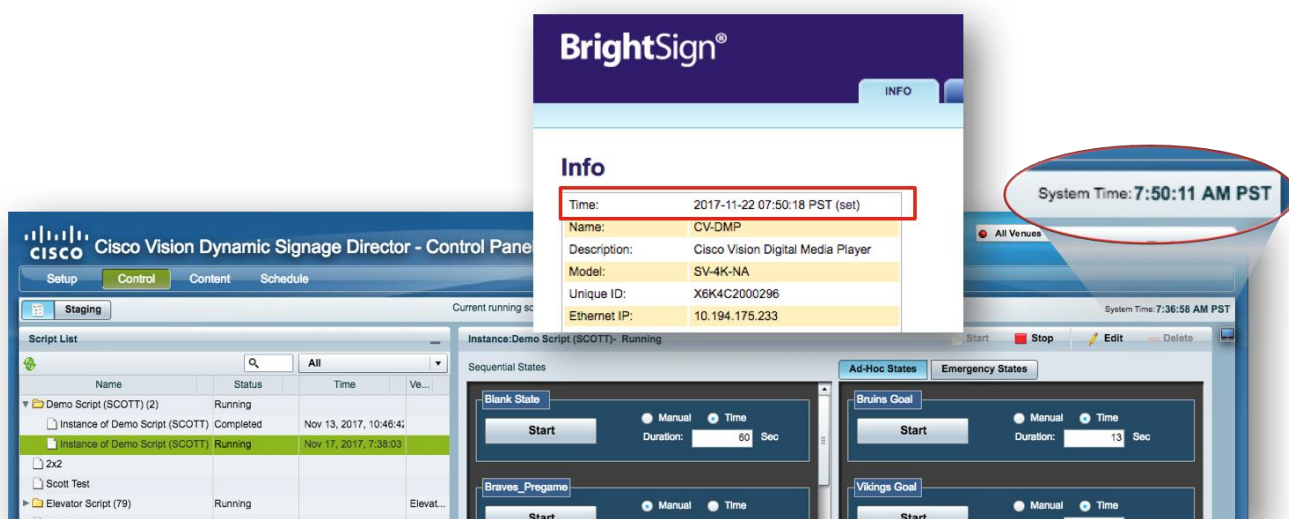 BrightSign®
INFO
Info
Time: 2017-11-22 07:50:18 PST (set)
Name: CV-DMP
Description: Cisco Vision Digital Media Player
Model: SV-4K-NA
Unique ID: X6K4C2000296
Ethernet IP: 10.194.175.233
System Time: 7:50:11 AM PST
CISCO Cisco Vision Dynamic Signage Director - Control Pane
All Venues
Setup Control Content Schedule
Staging
Current running sc
System Time: 7:36:58 AM PST
Script List
Instance:Demo Script (SCOTT)- Running
Start Stop Edit Delete
All
Name Status Time Ve...
Demo Script (SCOTT) (2) Running
Instance of Demo Script (SCOTT) Completed Nov 13, 2017, 10:46:42
Instance of Demo Script (SCOTT) Running Nov 17, 2017, 7:38:03
2x2
Scott Test
Elevator Script (79) Running Elevat...
Sequential States
Blank State
Start
Manual Time
Duration: 60 Sec
Braves_Pregame
Start
Manual Time
Ad-Hoc States Emergency States
Bruins Goal
Start
Manual Time
Duration: 13 Sec
Vikings Goal
Start
Manual Time